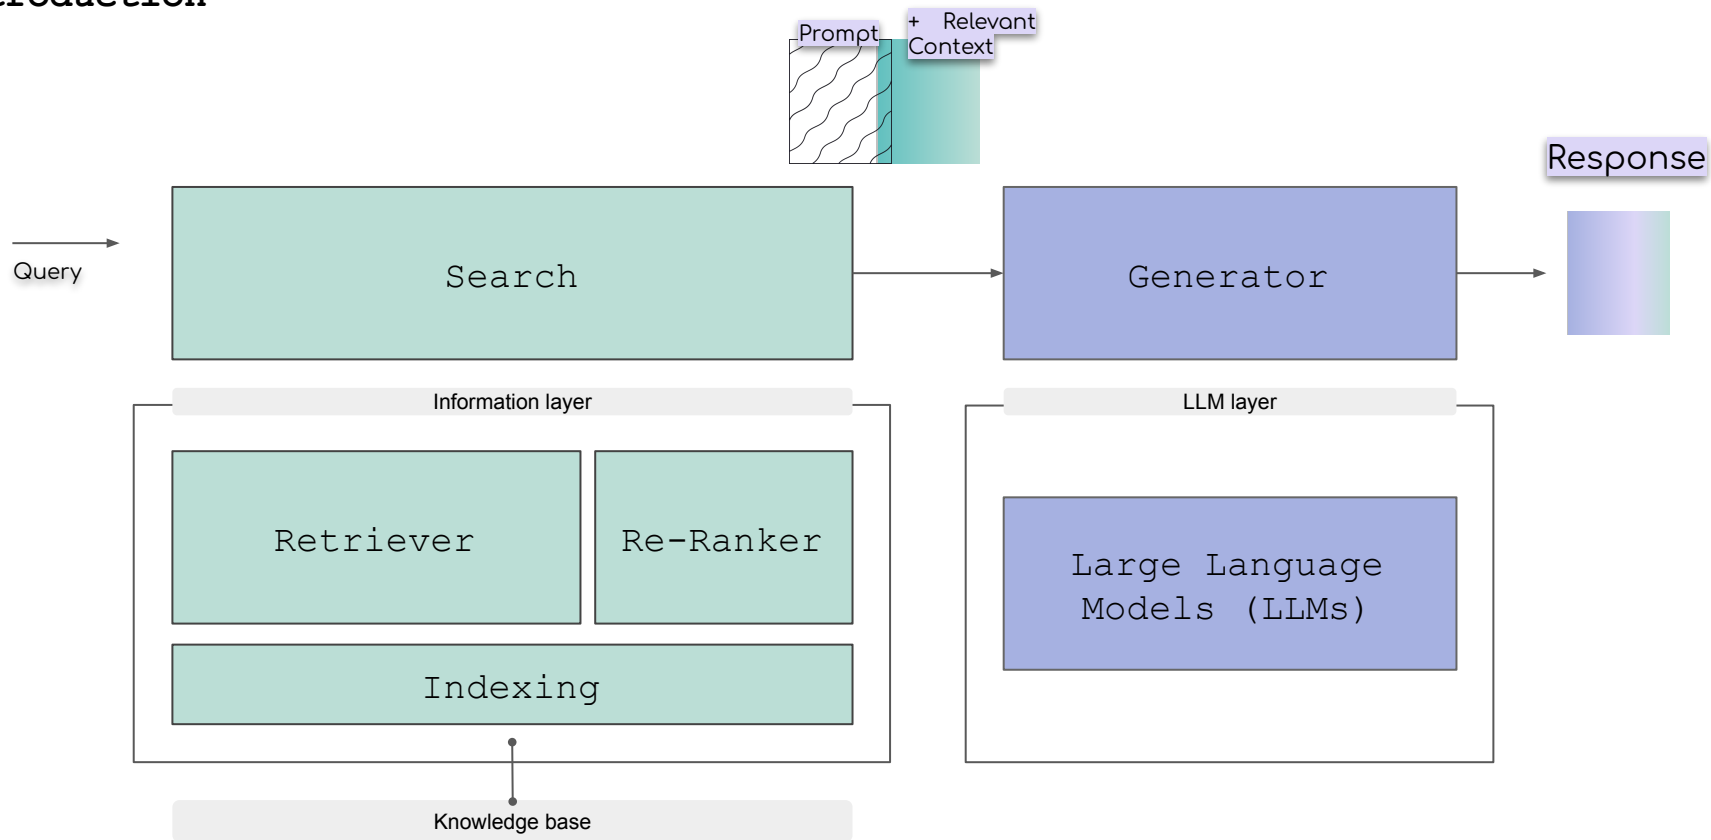 Prompt
+ Relevant
Context
Response
Query
Search
Generator
Information layer
LLM layer
Retriever
Re-Ranker
Large Language
Models (LLMs)
Indexing
Knowledge base